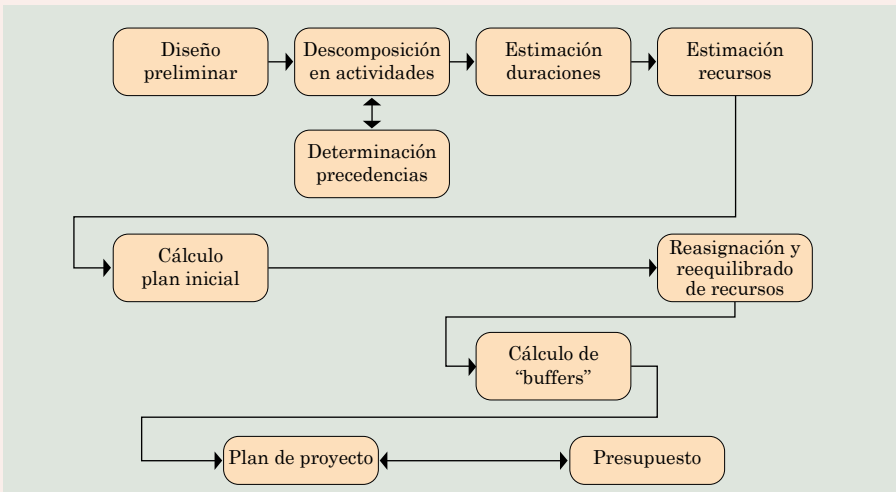 Diseño
preliminar
Descomposición
en actividades
Estimación
duraciones
Estimación
recursos
Determinación
precedencias
Cálculo
plan inicial
Reasignación y
reequilibrado
de recursos
Cálculo de
“buffers”
Plan de proyecto
Presupuesto